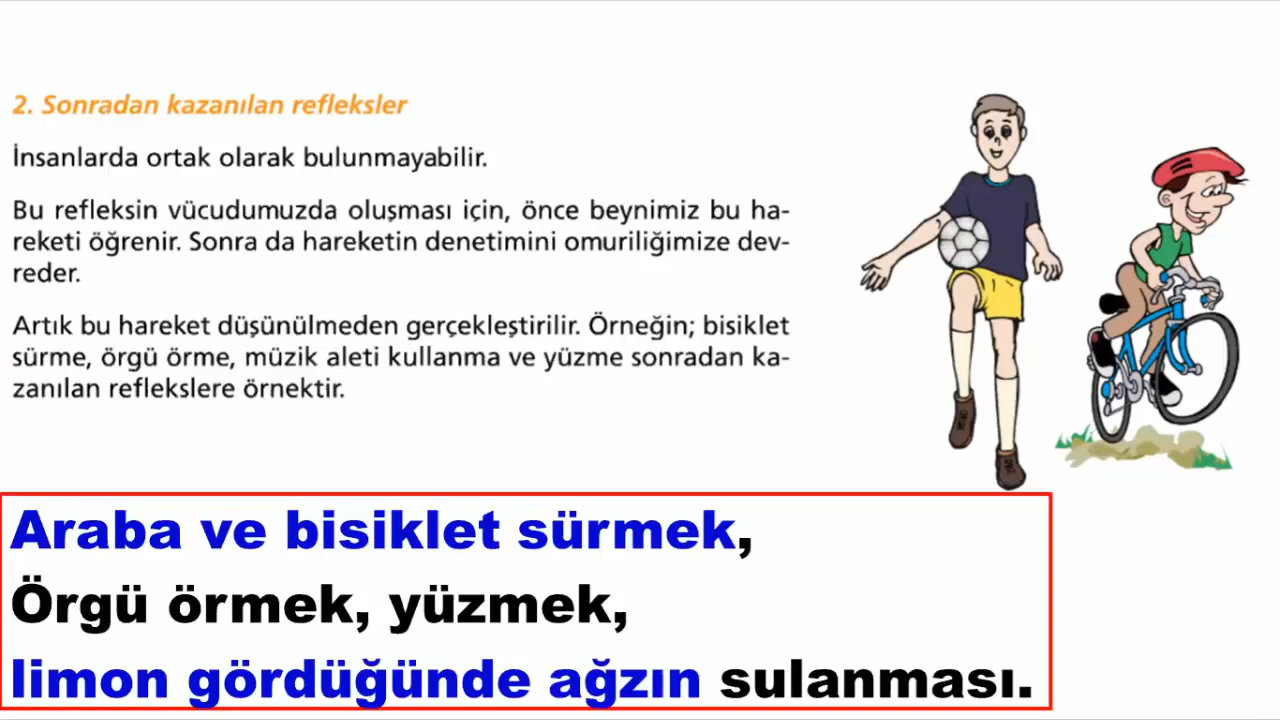 2. Sonradan kazanılan refleksler
İnsanlarda ortak olarak bulunmayabilir.
Bu refleksin vücudumuzda oluşması için, önce beynimiz bu ha-
reketi öğrenir. Sonra da hareketin denetimini omuriliğimize dev-
reder.
Artık bu hareket düşünülmeden gerçekleştirilir. Örneğin; bisiklet
sürme, örgü örme, müzik aleti kullanma ve yüzme sonradan ka-
zanılan reflekslere örnektir.
Araba ve bisiklet sürmek,
Örgü örmek, yüzmek,
limon gördüğünde ağzın sulanması.